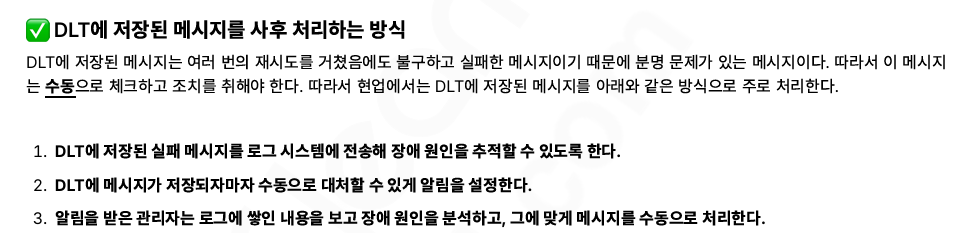 ✅ DLT에 저장된 메시지를 사후 처리하는 방식
DLT에 저장된 메시지는 여러 번의 재시도를 거쳤음에도 불구하고 실패한 메시지이기 때문에 분명 문제가 있는 메시지이다. 따라서 이 메시지
는 수동으로 체크하고 조치를 취해야 한다. 따라서 현업에서는 DLT에 저장된 메시지를 아래와 같은 방식으로 주로 처리한다.
1. DLT에 저장된 실패 메시지를 로그 시스템에 전송해 장애 원인을 추적할 수 있도록 한다.
2. DLT에 메시지가 저장되자마자 수동으로 대처할 수 있게 알림을 설정한다.
3. 알림을 받은 관리자는 로그에 쌓인 내용을 보고 장애 원인을 분석하고, 그에 맞게 메시지를 수동으로 처리한다.